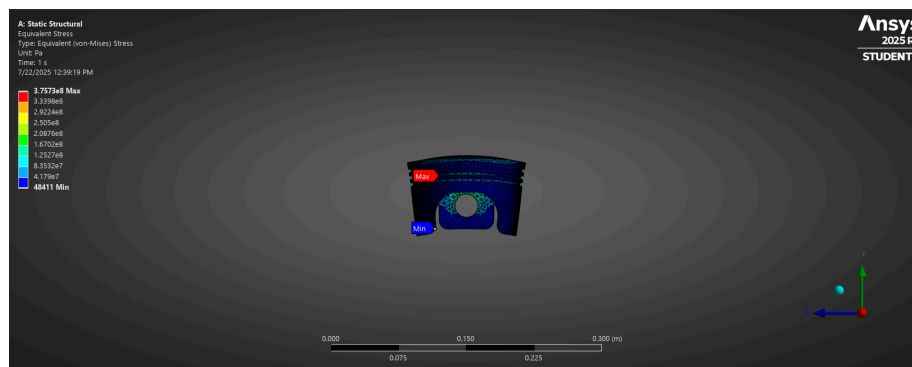 A: Static Structural
Equivalent Stress
Type: Equivalent (von-Mises) Stress
Unit: Pa
Time: 1 s
7/22/2025 12:39:19 PM
3.7573e8 Max
3.3398e8
2.9224e8
2.505e8
2.0876e8
1.6702e8
1.2527e8
8.3532e7
4.179e7
48411 Min
Ansys
2025 R
STUDENT
Max
Min
Y
Z
0.000 0.150 0.300 (m)
0.075 0.225